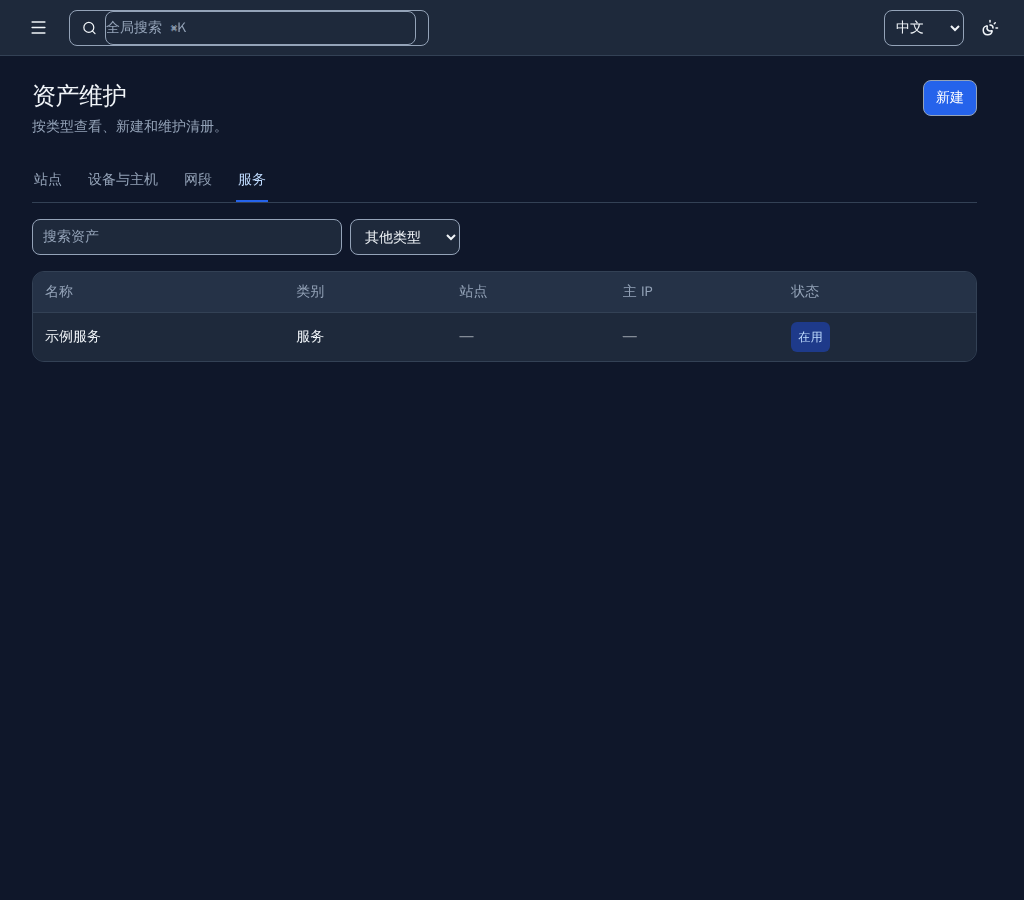 全局搜索 ⌘K
中文
资产维护
新建
按类型查看、新建和维护清册。
站点 设备与主机 网段 服务
搜索资产 其他类型
名称 类别 站点 主 IP 状态
示例服务 服务 — — 在用